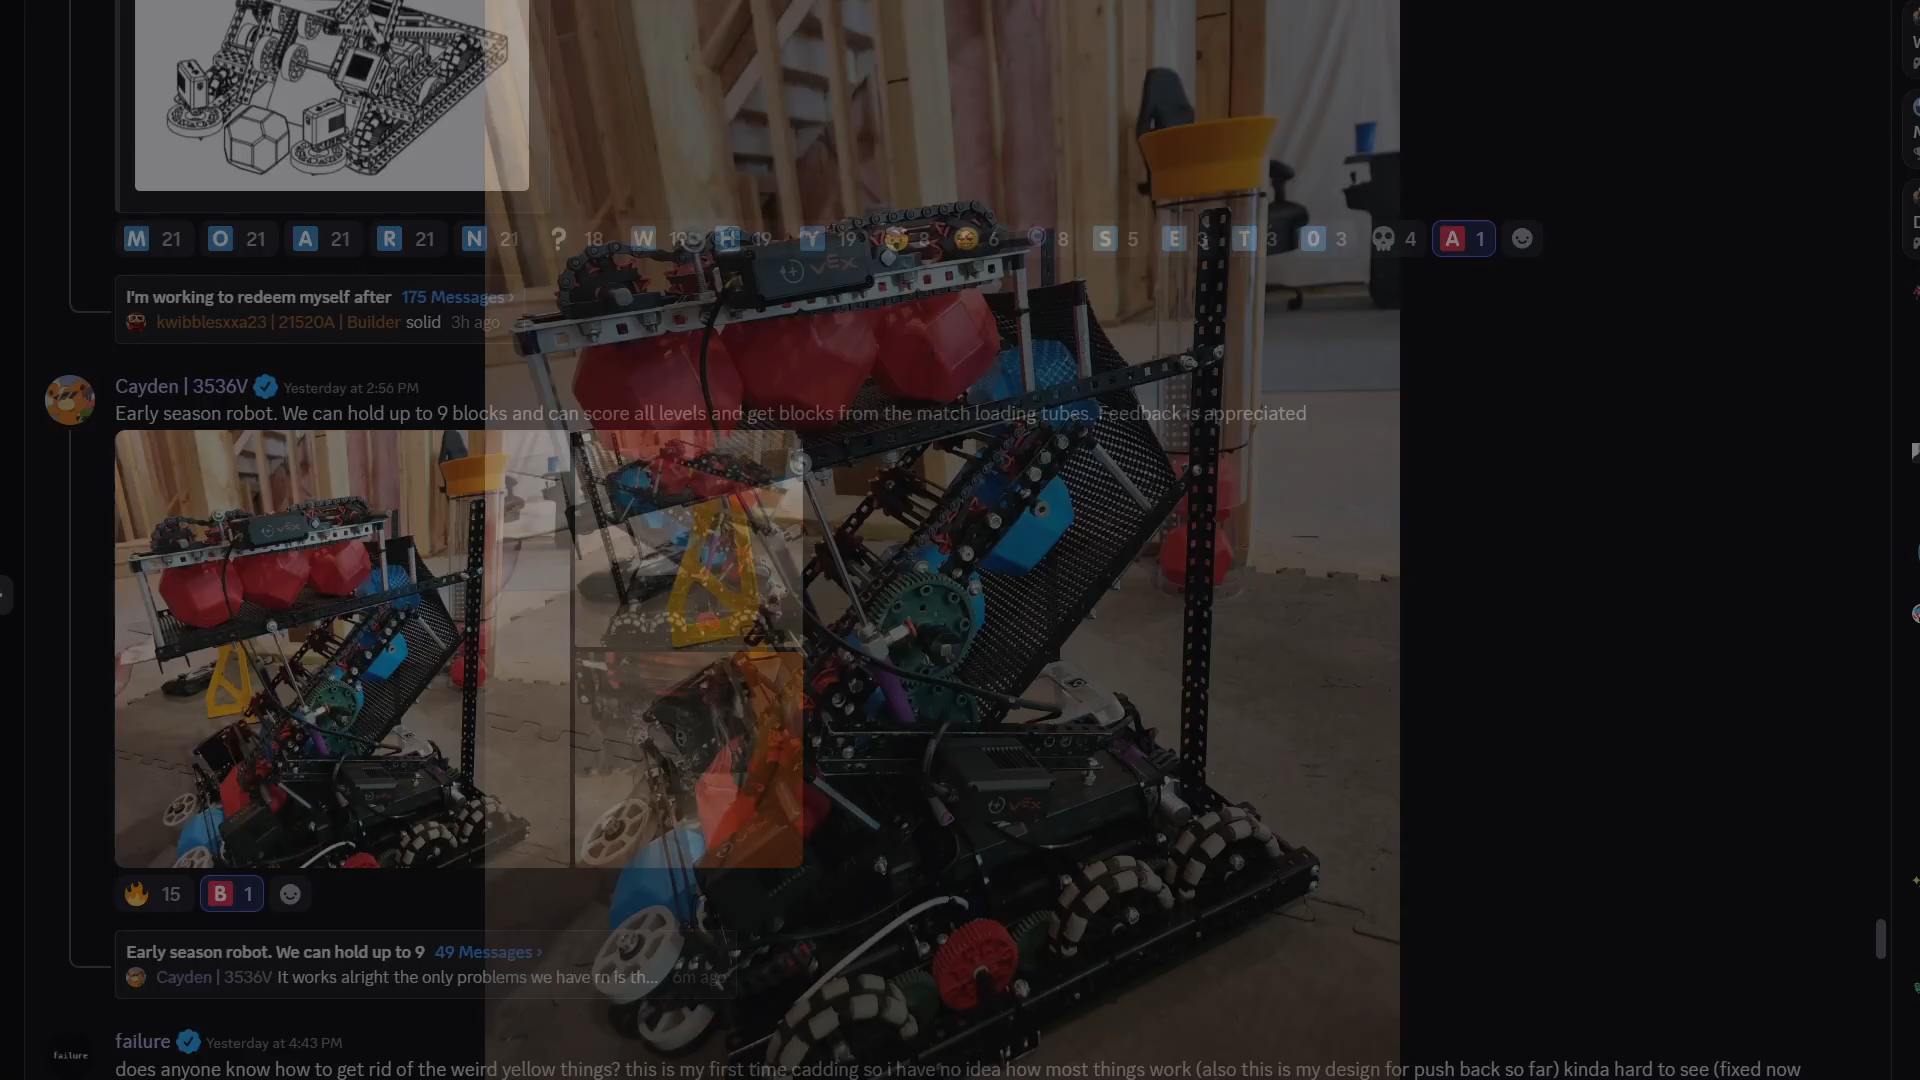 M 21 O 21 A 21 R 21 N 21 ? 18 W 19 H 19 Y 19 8 6 8 S 5 E 3 T 3 O 3 4 A 1
I'm working to redeem myself after 175 Messages ›
kwibblesxxa23 | 21520A | Builder solid 3h ago
Cayden | 3536V Yesterday at 2:56 PM
Early season robot. We can hold up to 9 blocks and can score all levels and get blocks from the match loading tubes. Feedback is appreciated
VEX
VEX
15 B 1
VEX
Early season robot. We can hold up to 9 49 Messages ›
Cayden | 3536V It works alright the only problems we have rn is th... 6m ago
failure Yesterday at 4:43 PM
failure
does anyone know how to get rid of the weird yellow things? this is my first time cadding so i have no idea how most things work (also this is my design for push back so far) kinda hard to see (fixed now